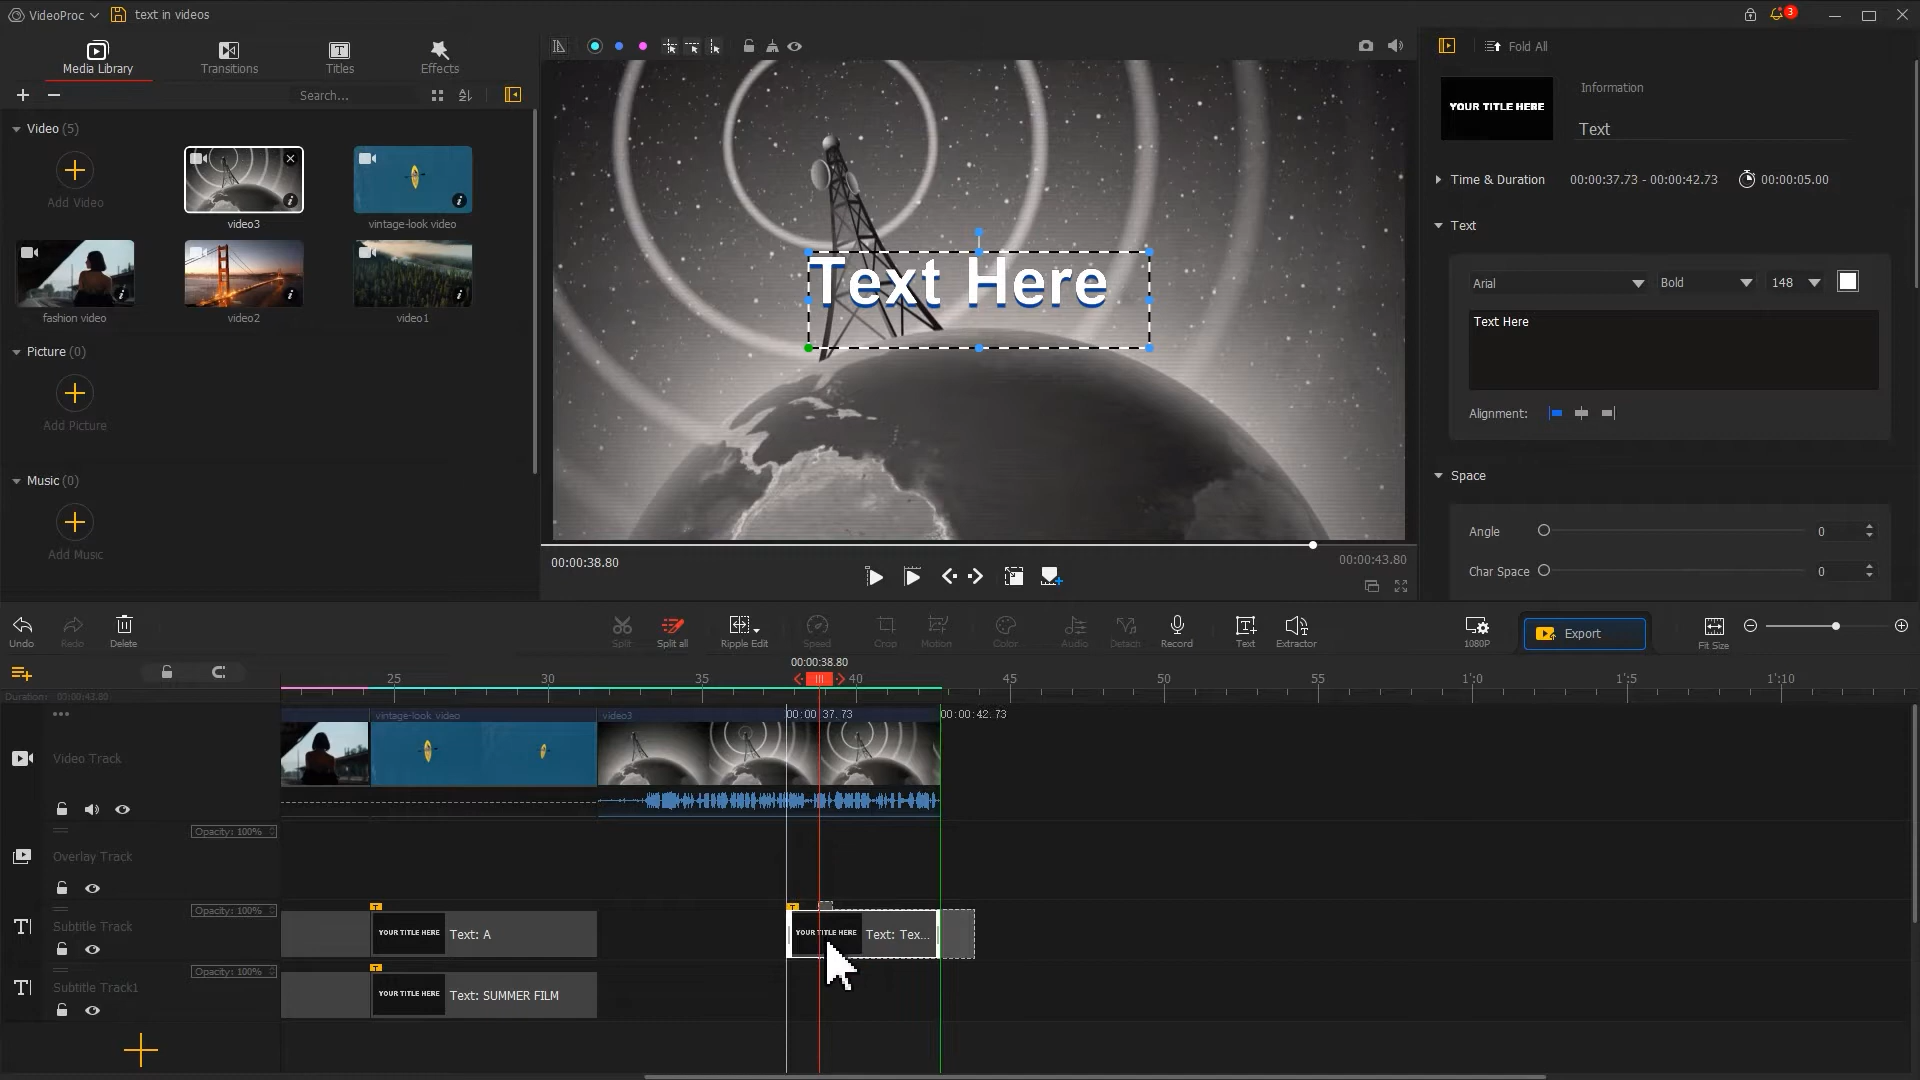 VideoProc
text in videos
3
Media Library
Transitions
Titles
Effects
Fold All
Search...
YOUR TITLE HERE
Information
Text
Video (5)
Add Video
video3
vintage-look video
fashion video
video2
video1
Picture (0)
Add Picture
Music (0)
Add Music
Text Here
Time & Duration
00:00:37.73 - 00:00:42.73
00:00:05.00
Text
Arial
Bold
148
Text Here
Alignment:
Space
Angle
0
Char Space
0
00:00:38.80
00:00:43.80
Undo
Redo
Delete
Split
Split all
Ripple Edit
Speed
Crop
Motion
Color
Audio
Detach
Record
Text
Extractor
1080P
Export
Fit Size
00:00:38.80
Duration: 00:00:43.80
25
30
35
40
45
50
55
1'0
1'5
1'10
vintage-look video
video3
00:00:37.73
00:00:42.73
Video Track
Opacity: 100%
Overlay Track
Opacity: 100%
Subtitle Track
YOUR TITLE HERE
Text: A
YOUR TITLE HERE
Text: Tex...
Opacity: 100%
Subtitle Track1
YOUR TITLE HERE
Text: SUMMER FILM